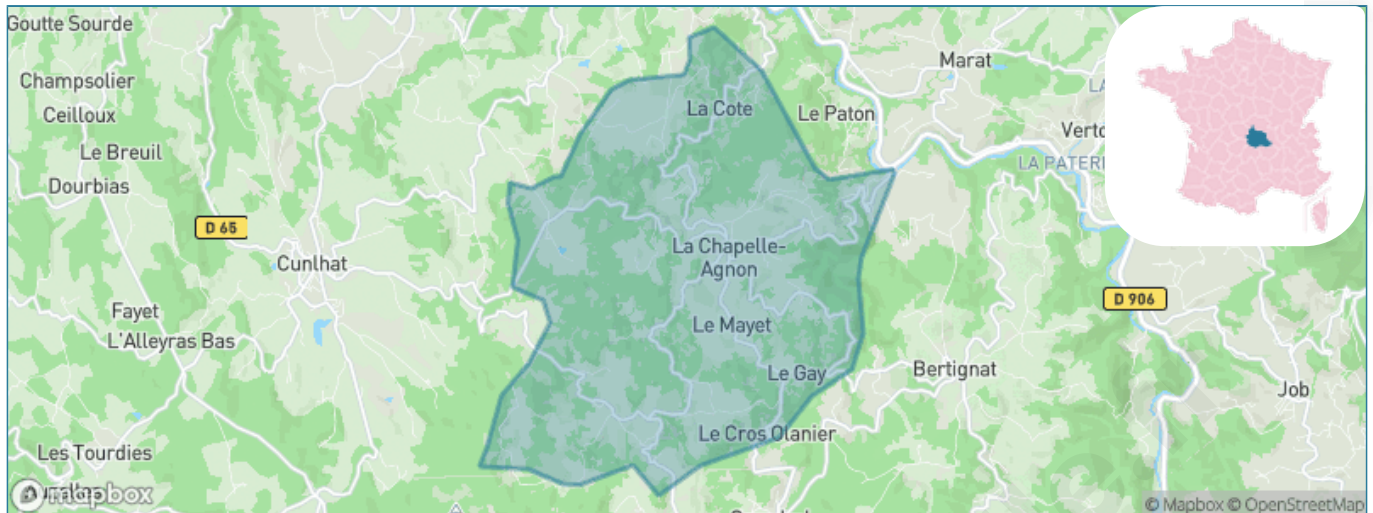 Goutte Sourde
Champsolier
Ceilloux
Le Breuil
Dourbias
D 65
Cunlhat
Fayet
L'Alleyras Bas
Les Tourdies
mapbox
La Cote
Le Paton
Marat
La Chapelle-
Agnon
Le Mayet
Le Gay
Le Cros Olanier
Bertignat
D 906
Job
© Mapbox © OpenStreetMap